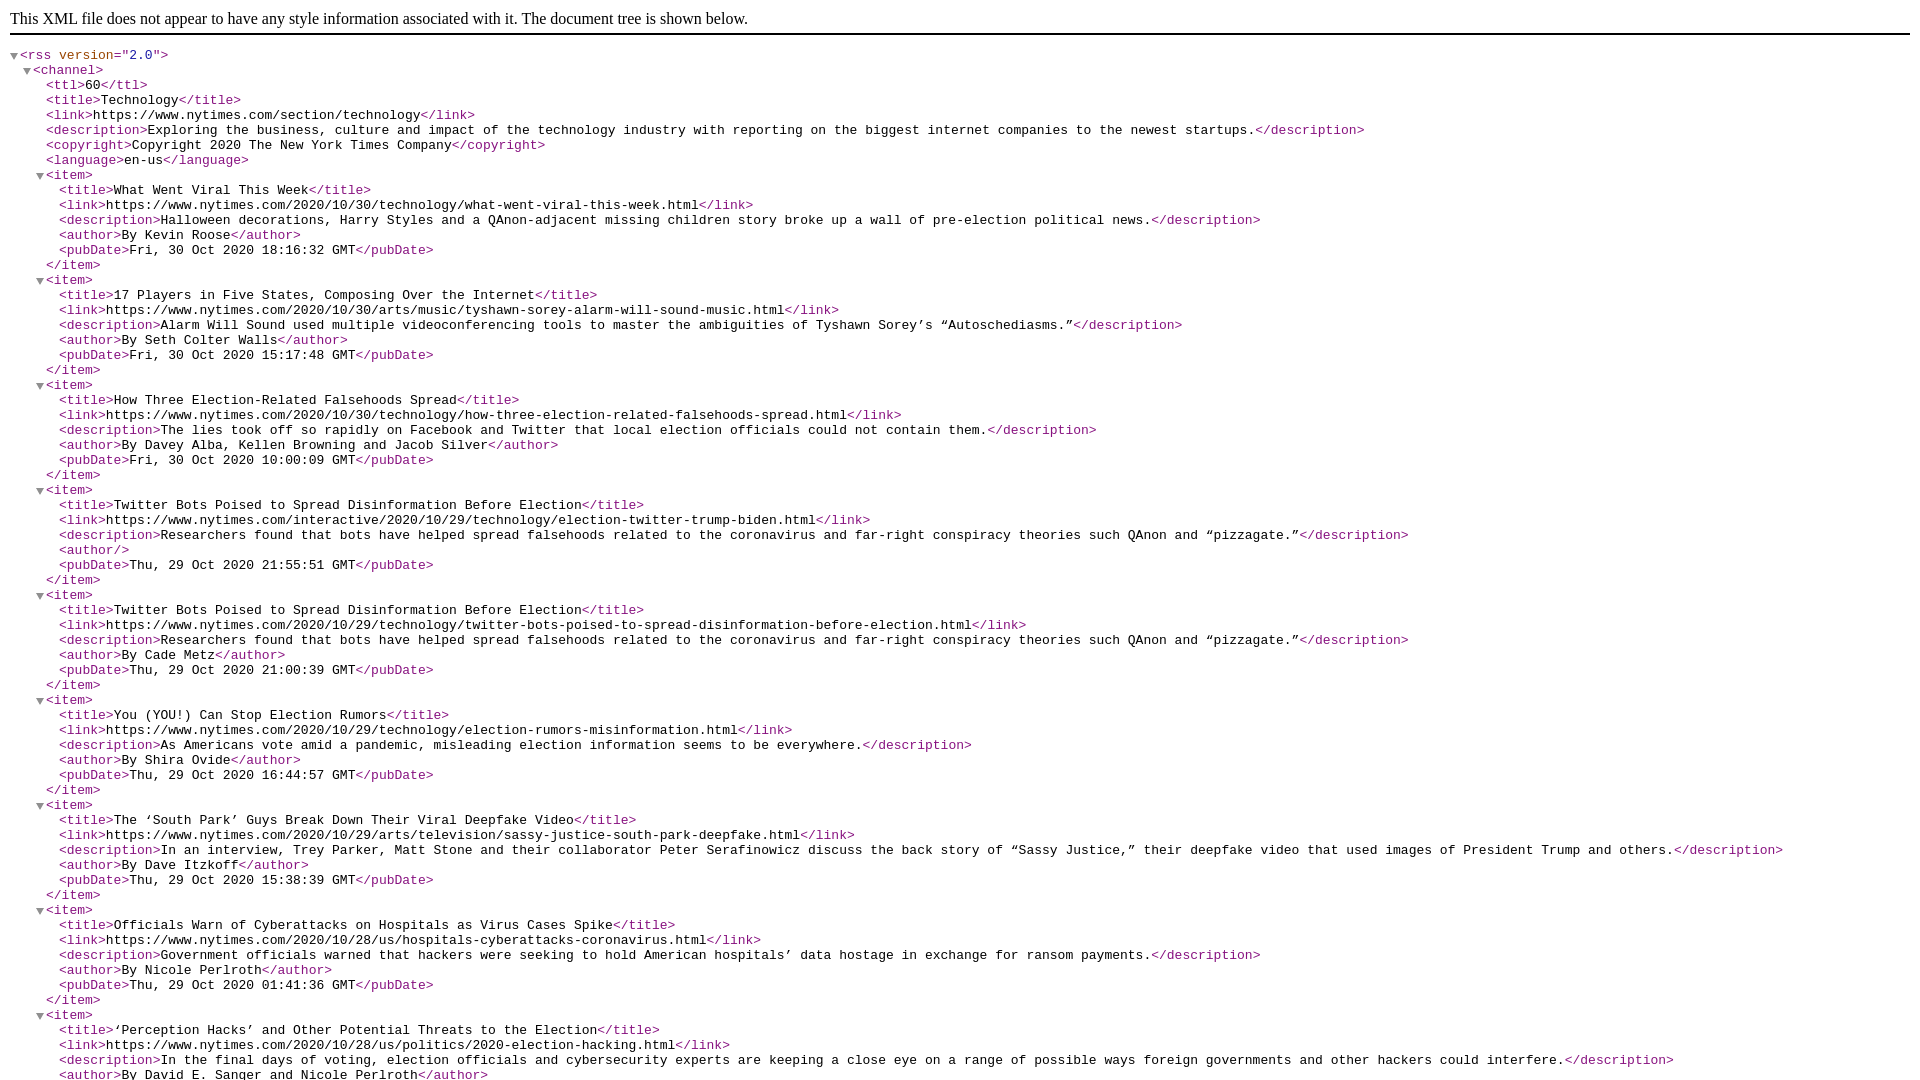 This XML file does not appear to have any style information associated with it. The document tree is shown below.
<rss version="2.0">
<channel>
<ttl>60</ttl>
<title>Technology</title>
<link>https://www.nytimes.com/section/technology</link>
<description>Exploring the business, culture and impact of the technology industry with reporting on the biggest internet companies to the newest startups.</description>
<copyright>Copyright 2020 The New York Times Company</copyright>
<language>en-us</language>
<item>
<title>What Went Viral This Week</title>
<link>https://www.nytimes.com/2020/10/30/technology/what-went-viral-this-week.html</link>
<description>Halloween decorations, Harry Styles and a QAnon-adjacent missing children story broke up a wall of pre-election political news.</description>
<author>By Kevin Roose</author>
<pubDate>Fri, 30 Oct 2020 18:16:32 GMT</pubDate>
</item>
<item>
<title>17 Players in Five States, Composing Over the Internet</title>
<link>https://www.nytimes.com/2020/10/30/arts/music/tyshawn-sorey-alarm-will-sound-music.html</link>
<description>Alarm Will Sound used multiple videoconferencing tools to master the ambiguities of Tyshawn Sorey’s “Autoschediasms.”</description>
<author>By Seth Colter Walls</author>
<pubDate>Fri, 30 Oct 2020 15:17:48 GMT</pubDate>
</item>
<item>
<title>How Three Election-Related Falsehoods Spread</title>
<link>https://www.nytimes.com/2020/10/30/technology/how-three-election-related-falsehoods-spread.html</link>
<description>The lies took off so rapidly on Facebook and Twitter that local election officials could not contain them.</description>
<author>By Davey Alba, Kellen Browning and Jacob Silver</author>
<pubDate>Fri, 30 Oct 2020 10:00:09 GMT</pubDate>
</item>
<item>
<title>Twitter Bots Poised to Spread Disinformation Before Election</title>
<link>https://www.nytimes.com/interactive/2020/10/29/technology/election-twitter-trump-biden.html</link>
<description>Researchers found that bots have helped spread falsehoods related to the coronavirus and far-right conspiracy theories such QAnon and “pizzagate.”</description>
<author/>
<pubDate>Thu, 29 Oct 2020 21:55:51 GMT</pubDate>
</item>
<item>
<title>Twitter Bots Poised to Spread Disinformation Before Election</title>
<link>https://www.nytimes.com/2020/10/29/technology/twitter-bots-poised-to-spread-disinformation-before-election.html</link>
<description>Researchers found that bots have helped spread falsehoods related to the coronavirus and far-right conspiracy theories such QAnon and “pizzagate.”</description>
<author>By Cade Metz</author>
<pubDate>Thu, 29 Oct 2020 21:00:39 GMT</pubDate>
</item>
<item>
<title>You (YOU!) Can Stop Election Rumors</title>
<link>https://www.nytimes.com/2020/10/29/technology/election-rumors-misinformation.html</link>
<description>As Americans vote amid a pandemic, misleading election information seems to be everywhere.</description>
<author>By Shira Ovide</author>
<pubDate>Thu, 29 Oct 2020 16:44:57 GMT</pubDate>
</item>
<item>
<title>The ‘South Park’ Guys Break Down Their Viral Deepfake Video</title>
<link>https://www.nytimes.com/2020/10/29/arts/television/sassy-justice-south-park-deepfake.html</link>
<description>In an interview, Trey Parker, Matt Stone and their collaborator Peter Serafinowicz discuss the back story of “Sassy Justice,” their deepfake video that used images of President Trump and others.</description>
<author>By Dave Itzkoff</author>
<pubDate>Thu, 29 Oct 2020 15:38:39 GMT</pubDate>
</item>
<item>
<title>Officials Warn of Cyberattacks on Hospitals as Virus Cases Spike</title>
<link>https://www.nytimes.com/2020/10/28/us/hospitals-cyberattacks-coronavirus.html</link>
<description>Government officials warned that hackers were seeking to hold American hospitals’ data hostage in exchange for ransom payments.</description>
<author>By Nicole Perlroth</author>
<pubDate>Thu, 29 Oct 2020 01:41:36 GMT</pubDate>
</item>
<item>
<title>‘Perception Hacks’ and Other Potential Threats to the Election</title>
<link>https://www.nytimes.com/2020/10/28/us/politics/2020-election-hacking.html</link>
<description>In the final days of voting, election officials and cybersecurity experts are keeping a close eye on a range of possible ways foreign governments and other hackers could interfere.</description>
<author>By David E. Sanger and Nicole Perlroth</author>